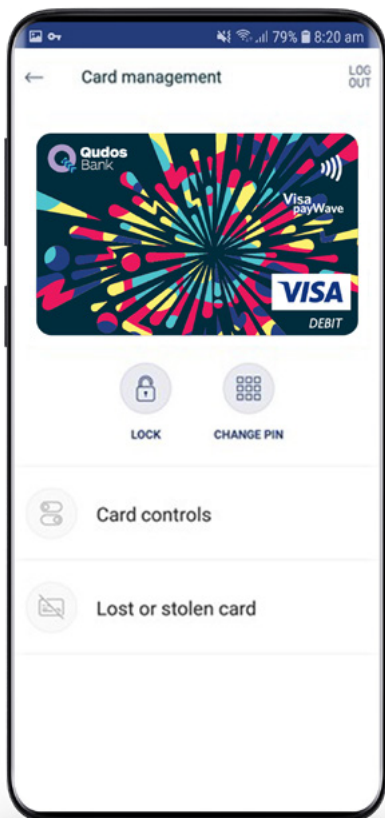 79% 8:20 am
Card management
LOG
OUT
Qudos
Bank
Visa
payWave
VISA
DEBIT
LOCK
CHANGE PIN
Card controls
Lost or stolen card